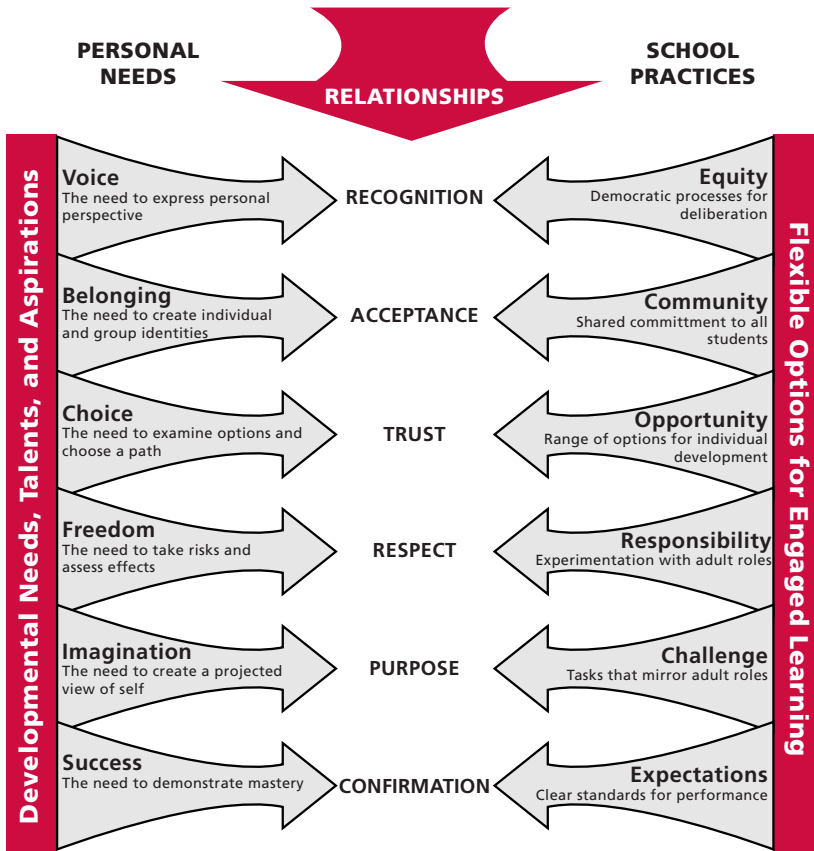 PERSONAL
NEEDS
RELATIONSHIPS
SCHOOL
PRACTICES
Developmental Needs, Talents, and Aspirations
Voice
The need to express personal
perspective
RECOGNITION
Equity
Democratic processes for
deliberation
Belonging
The need to create individual
and group identities
ACCEPTANCE
Community
Shared committment to all
students
Choice
The need to examine options and
choose a path
TRUST
Opportunity
Range of options for individual
development
Freedom
The need to take risks and
assess effects
RESPECT
Responsibility
Experimentation with adult roles
Imagination
The need to create a projected
view of self
PURPOSE
Challenge
Tasks that mirror adult roles
Success
The need to demonstrate mastery
CONFIRMATION
Expectations
Clear standards for performance
Flexible Options for Engaged Learning